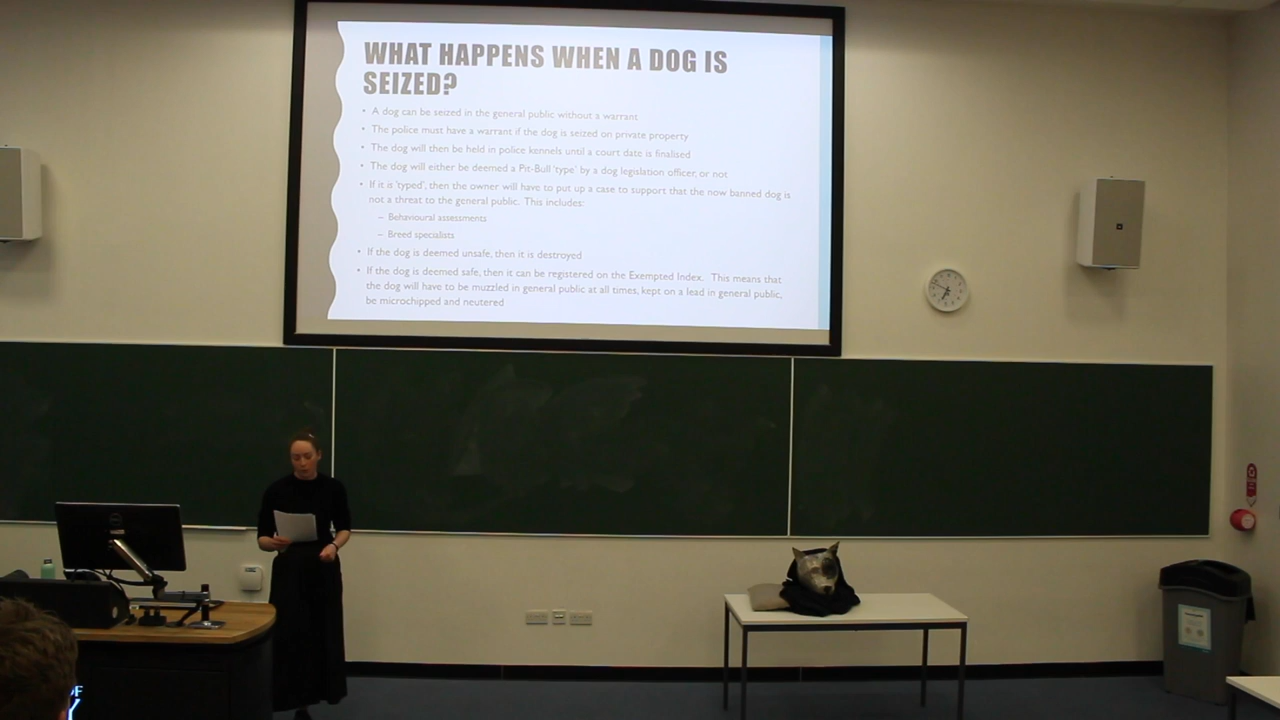 WHAT HAPPENS WHEN A DOG IS
SEIZED?
• A dog can be seized in the general public without a warrant
• The police must have a warrant if the dog is seized on private property
• The dog will then be held in police kennels until a court date is finalised
• The dog will either be deemed a Pit-Bull 'type' by a dog legislation officer, or not
• If it is 'typed', then the owner will have to put up a case to support that the now banned dog is
not a threat to the general public. This includes:
– Behavioural assessments
– Breed specialists
• If the dog is deemed unsafe, then it is destroyed
• If the dog is deemed safe, then it can be registered on the Exempted Index. This means that
the dog will have to be muzzled in general public at all times, kept on a lead in general public,
be microchipped and neutered